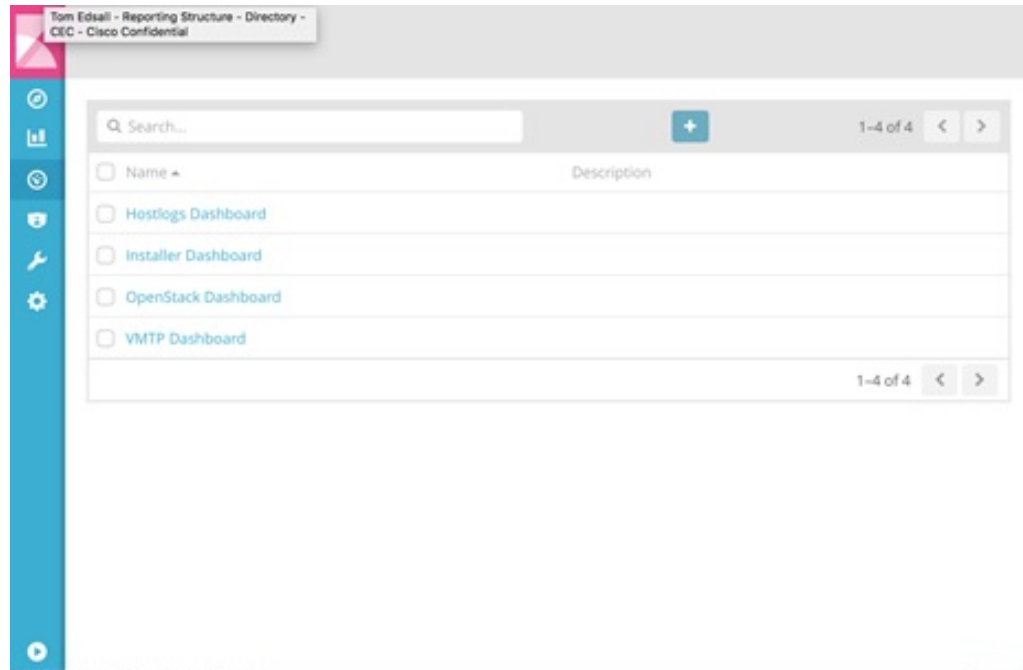 Tom Edsall - Reporting Structure - Directory -
CEC - Cisco Confidential
Search...
1–4 of 4
Name
Description
Hostlogs Dashboard
Installer Dashboard
OpenStack Dashboard
VMTP Dashboard
1–4 of 4